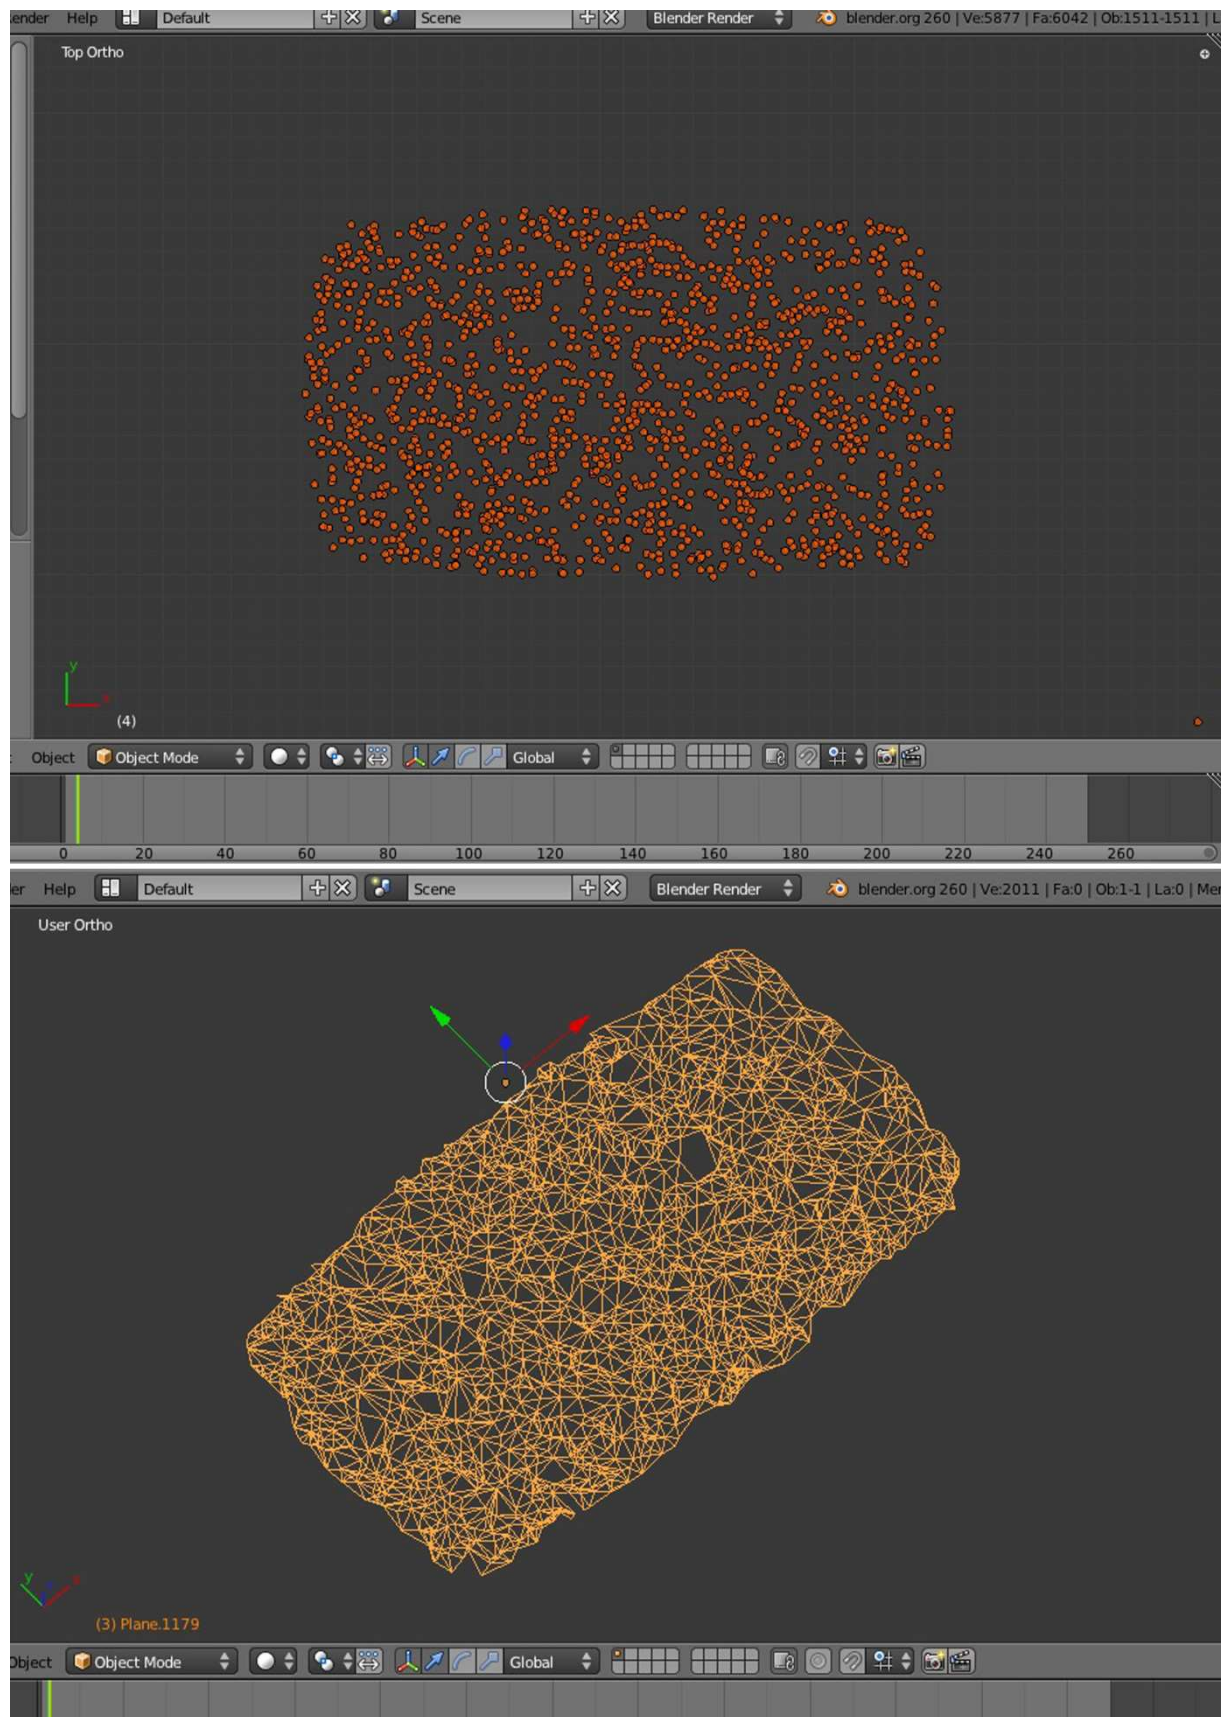 Help Default Scene Blender Render blender.org 260 | Ve:5877 | Fa:6042 | Ob:1511-1511 | L
Top Ortho
y
x
(4)
Object Object Mode Global
0 20 40 60 80 100 120 140 160 180 200 220 240 260
er Help Default Scene Blender Render blender.org 260 | Ve:2011 | Fa:0 | Ob:1-1 | La:0 | Mer
User Ortho
y
(3) Plane.1179
Object Object Mode Global